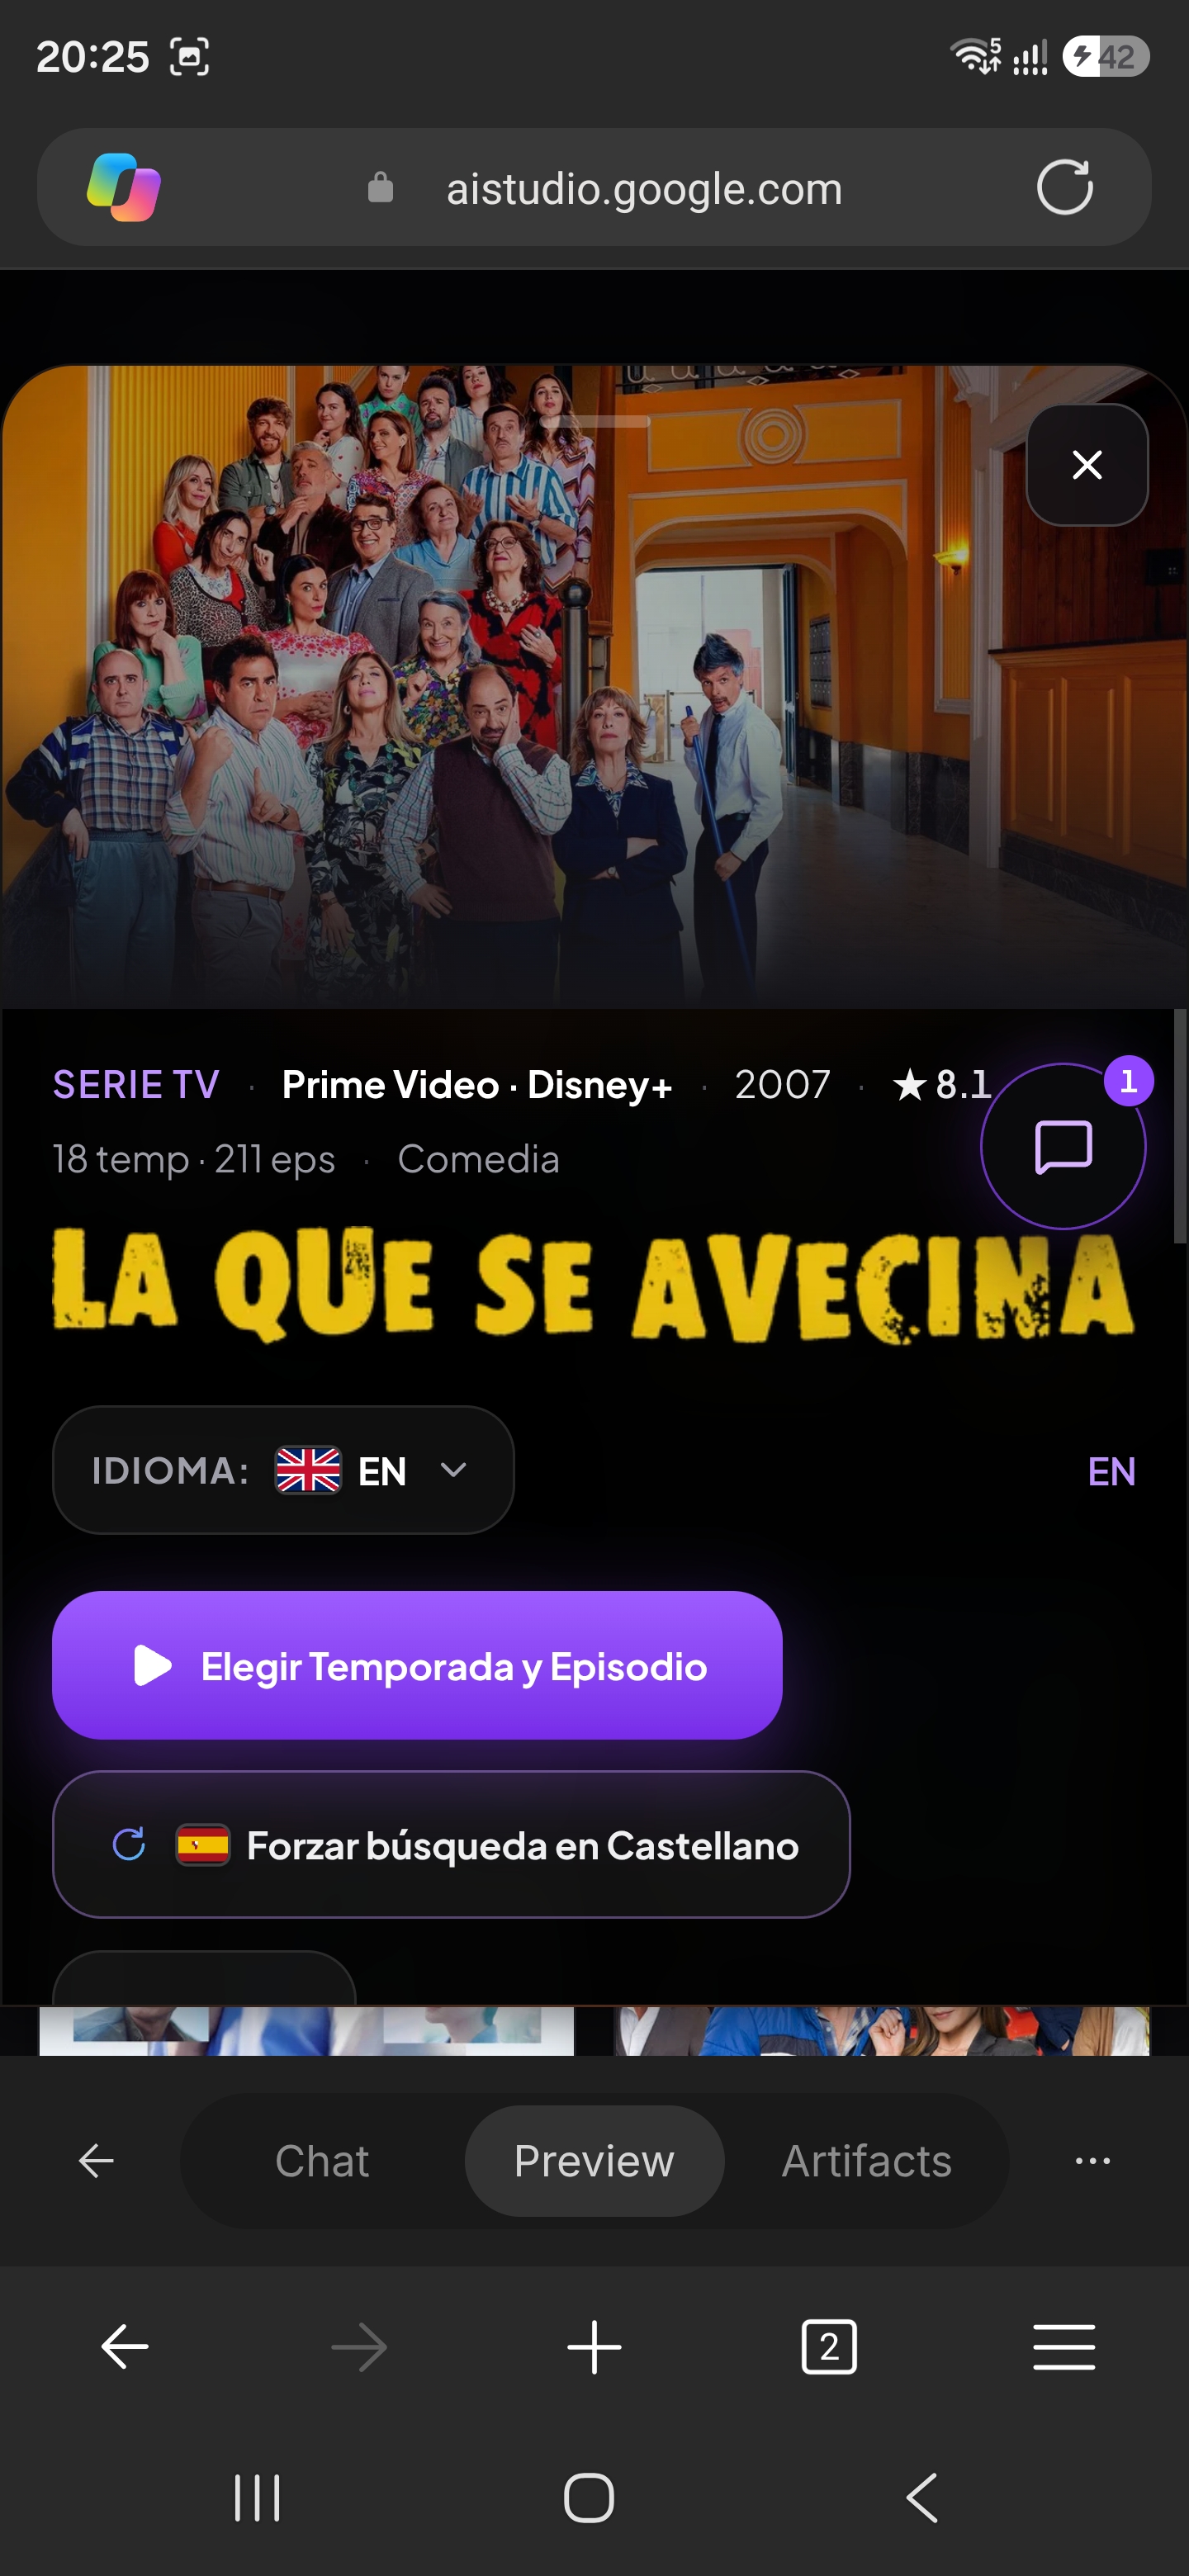 20:25
5
42
aistudio.google.com
SERIE TV · Prime Video · Disney+ · 2007 · ★ 8.1
1
18 temp · 211 eps · Comedia
LA QUE SE AVECINA
IDIOMA: EN
EN
Elegir Temporada y Episodio
Forzar búsqueda en Castellano
Chat
Preview
Artifacts
2